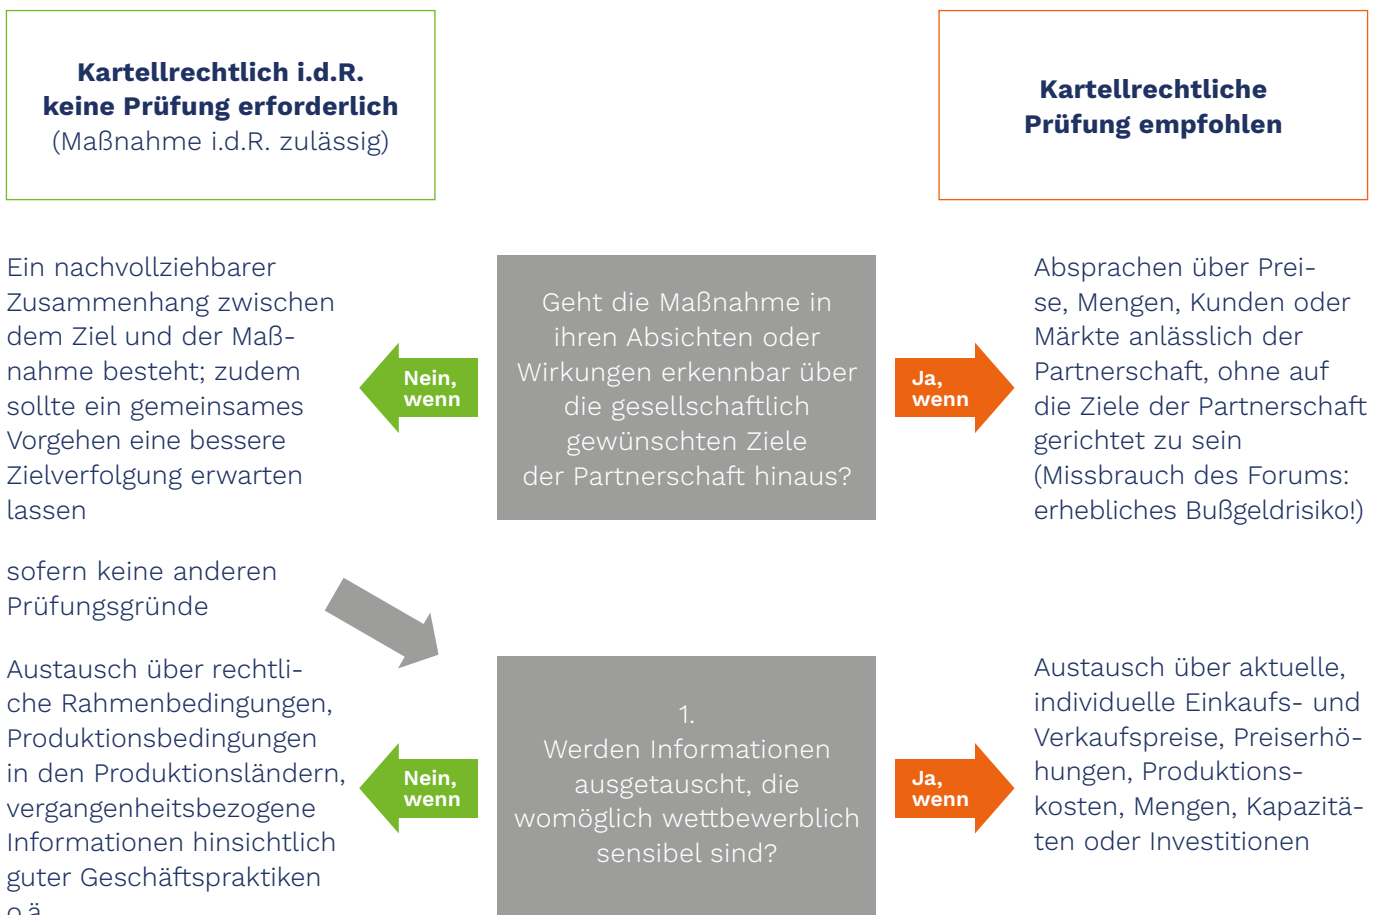 Kartellrechtlich i.d.R.
keine Prüfung erforderlich
(Maßnahme i.d.R. zulässig)
Kartellrechtliche
Prüfung empfohlen
Ein nachvollziehbarer
Zusammenhang zwischen
dem Ziel und der Maß-
nahme besteht; zudem
sollte ein gemeinsames
Vorgehen eine bessere
Zielverfolgung erwarten
lassen
Nein,
wenn
Geht die Maßnahme in
ihren Absichten oder
Wirkungen erkennbar über
die gesellschaftlich
gewünschten Ziele
der Partnerschaft hinaus?
Ja,
wenn
Absprachen über Prei-
se, Mengen, Kunden oder
Märkte anlässlich der
Partnerschaft, ohne auf
die Ziele der Partnerschaft
gerichtet zu sein
(Missbrauch des Forums:
erhebliches Bußgeldrisiko!)
sofern keine anderen
Prüfungsgründe
Austausch über rechtli-
che Rahmenbedingungen,
Produktionsbedingungen
in den Produktionsländern,
vergangenheitsbezogene
Informationen hinsichtlich
guter Geschäftspraktiken
o.ä.
Nein,
wenn
1.
Werden Informationen
ausgetauscht, die
womöglich wettbewerblich
sensibel sind?
Ja,
wenn
Austausch über aktuelle,
individuelle Einkaufs- und
Verkaufspreise, Preiserhö-
hungen, Produktions-
kosten, Mengen, Kapazitä-
ten oder Investitionen